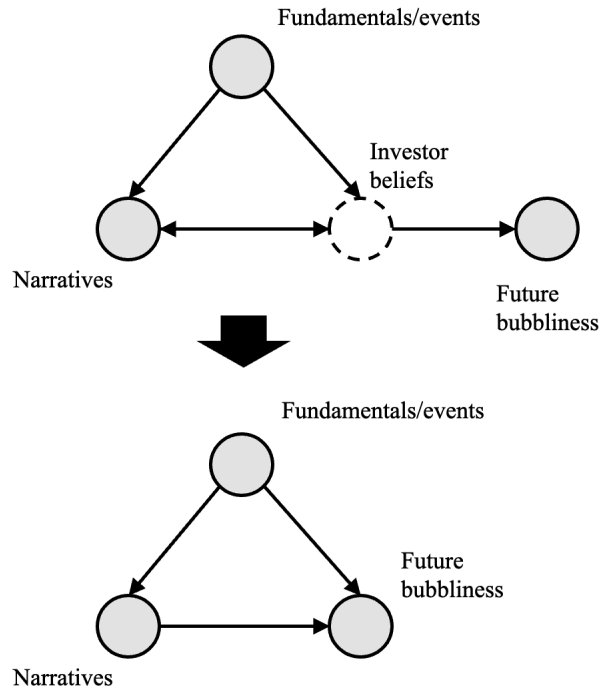 Fundamentals/events
Investor
beliefs
Narratives
Future
bubbliness
Fundamentals/events
Future
bubbliness
Narratives